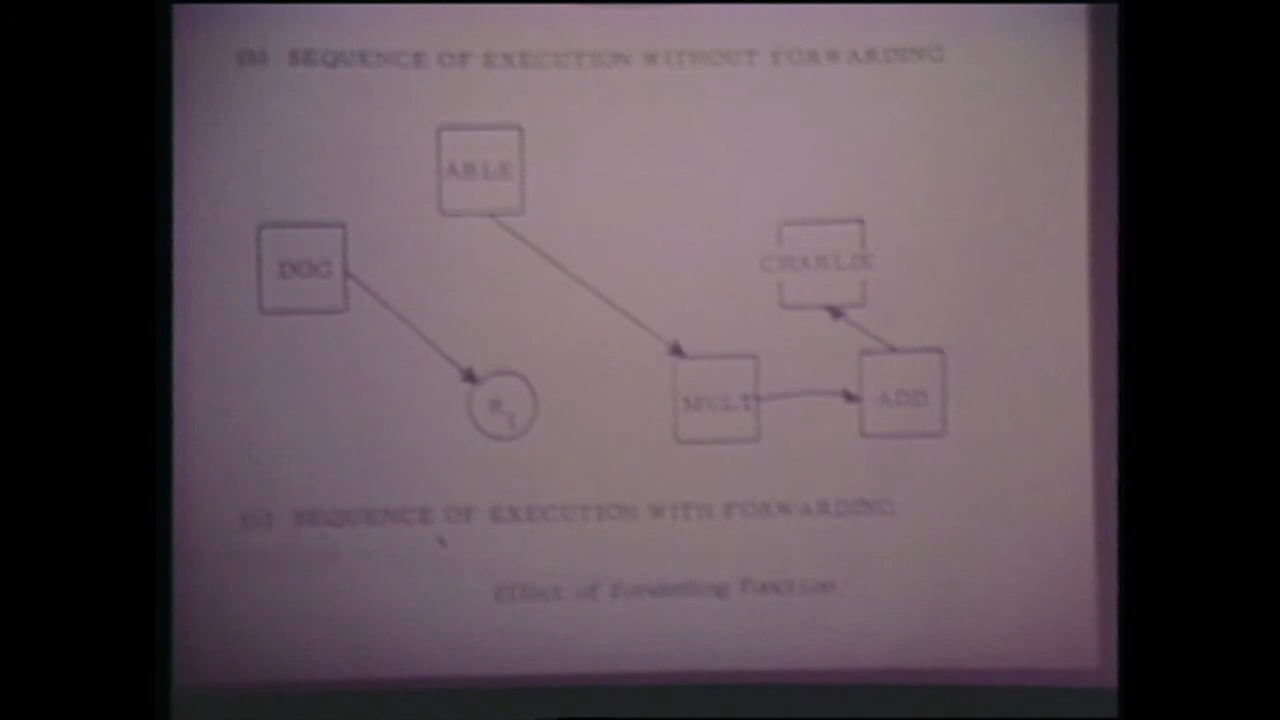 (b) SEQUENCE OF EXECUTION WITHOUT FORWARDING
ABLE
DOG
CHARLIE
R1
MULT
ADD
(c) SEQUENCE OF EXECUTION WITH FORWARDING
Effect of Forwarding Function